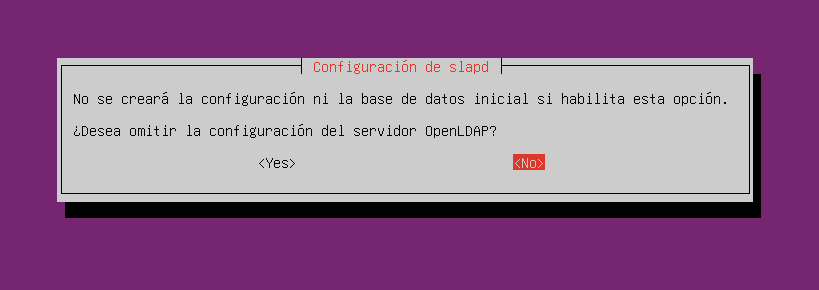 Configuración de slapd
No se creará la configuración ni la base de datos inicial si habilita esta opción.
¿Desea omitir la configuración del servidor OpenLDAP?
<Yes> <No>